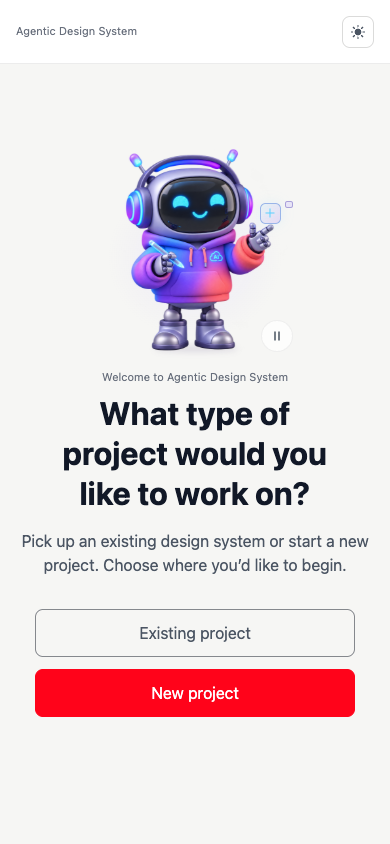 Agentic Design System
Welcome to Agentic Design System
What type of
project would you
like to work on?
Pick up an existing design system or start a new
project. Choose where you’d like to begin.
Existing project
New project